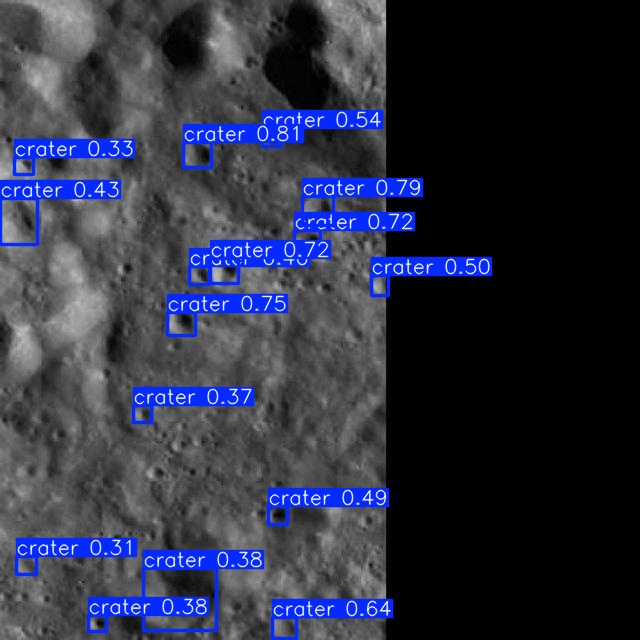 crater 0.54
crater 0.81
crater 0.33
crater 0.43
crater 0.79
crater 0.72
crater 0.72
crater 0.50
crater 0.75
crater 0.37
crater 0.49
crater 0.31
crater 0.38
crater 0.38
crater 0.64